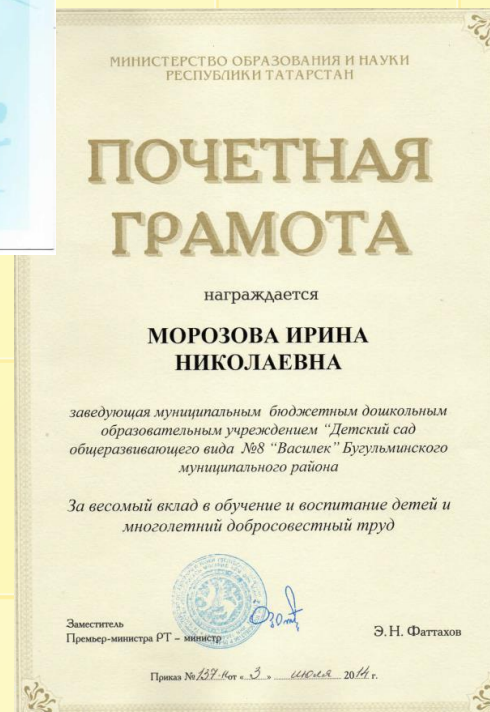 МИНИСТЕРСТВО ОБРАЗОВАНИЯ И НАУКИ
РЕСПУБЛИКИ ТАТАРСТАН
ПОЧЕТНАЯ
ГРАМОТА
награждается
МОРОЗОВА ИРИНА
НИКОЛАЕВНА
заведующая муниципальным бюджетным дошкольным
образовательным учреждением "Детский сад
общеразвивающего вида №8 "Василек" Бугульминского
муниципального района
За весомый вклад в обучение и воспитание детей и
многолетний добросовестный труд
Заместитель
Премьер-министра РТ – министр Э. Н. Фаттахов
Приказ № 137-н от « 3 » июля 2014 г.